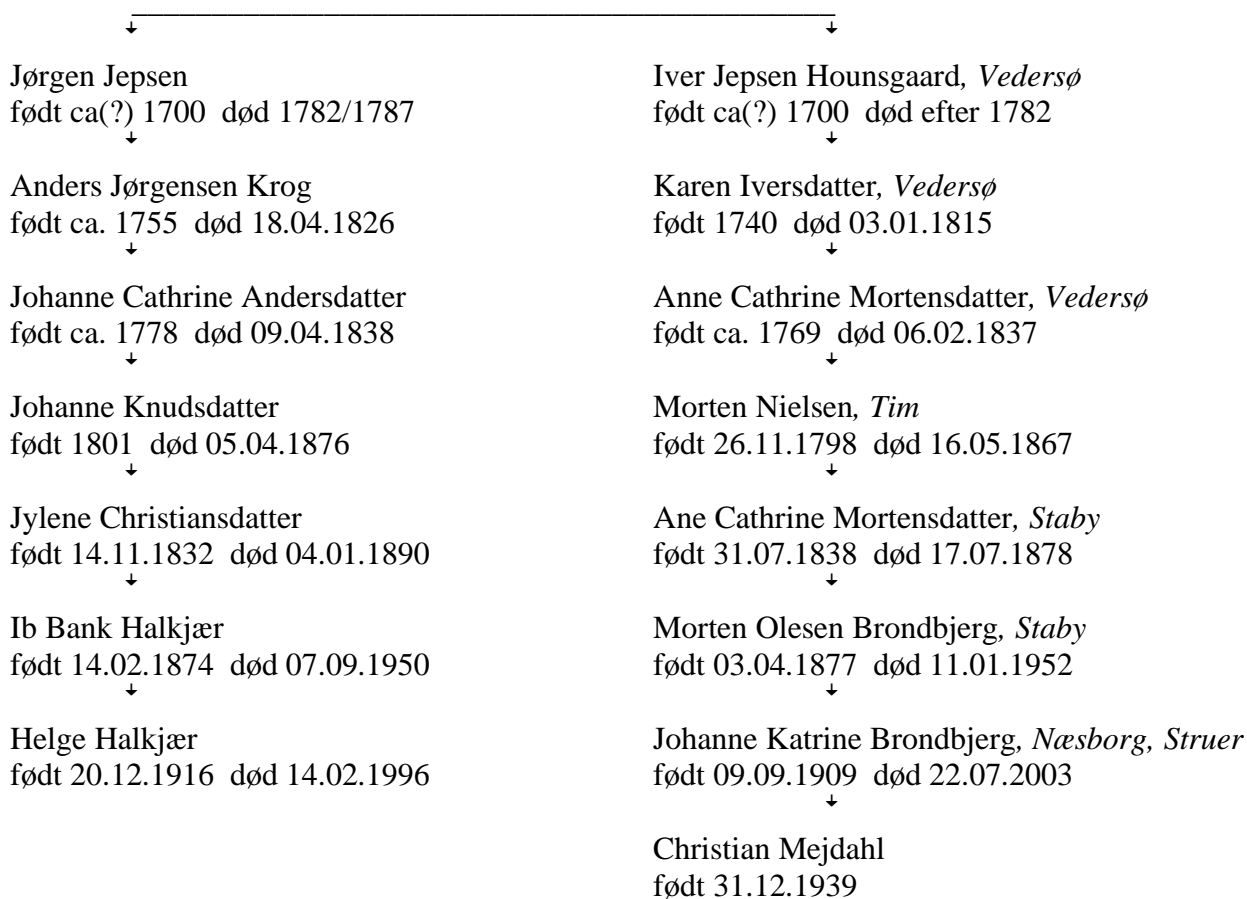 Jørgen Jepsen
født ca(?) 1700 død 1782/1787
Anders Jørgensen Krog
født ca. 1755 død 18.04.1826
Johanne Cathrine Andersdatter
født ca. 1778 død 09.04.1838
Johanne Knudsdatter
født 1801 død 05.04.1876
Jylene Christiansdatter
født 14.11.1832 død 04.01.1890
Ib Bank Halkjær
født 14.02.1874 død 07.09.1950
Helge Halkjær
født 20.12.1916 død 14.02.1996
Iver Jepsen Hounsgaard, Vedersø
født ca(?) 1700 død efter 1782
Karen Iversdatter, Vedersø
født 1740 død 03.01.1815
Anne Cathrine Mortensdatter, Vedersø
født ca. 1769 død 06.02.1837
Morten Nielsen, Tim
født 26.11.1798 død 16.05.1867
Ane Cathrine Mortensdatter, Staby
født 31.07.1838 død 17.07.1878
Morten Olesen Brondbjerg, Staby
født 03.04.1877 død 11.01.1952
Johanne Katrine Brondbjerg, Næsborg, Struer
født 09.09.1909 død 22.07.2003
Christian Mejdahl
født 31.12.1939